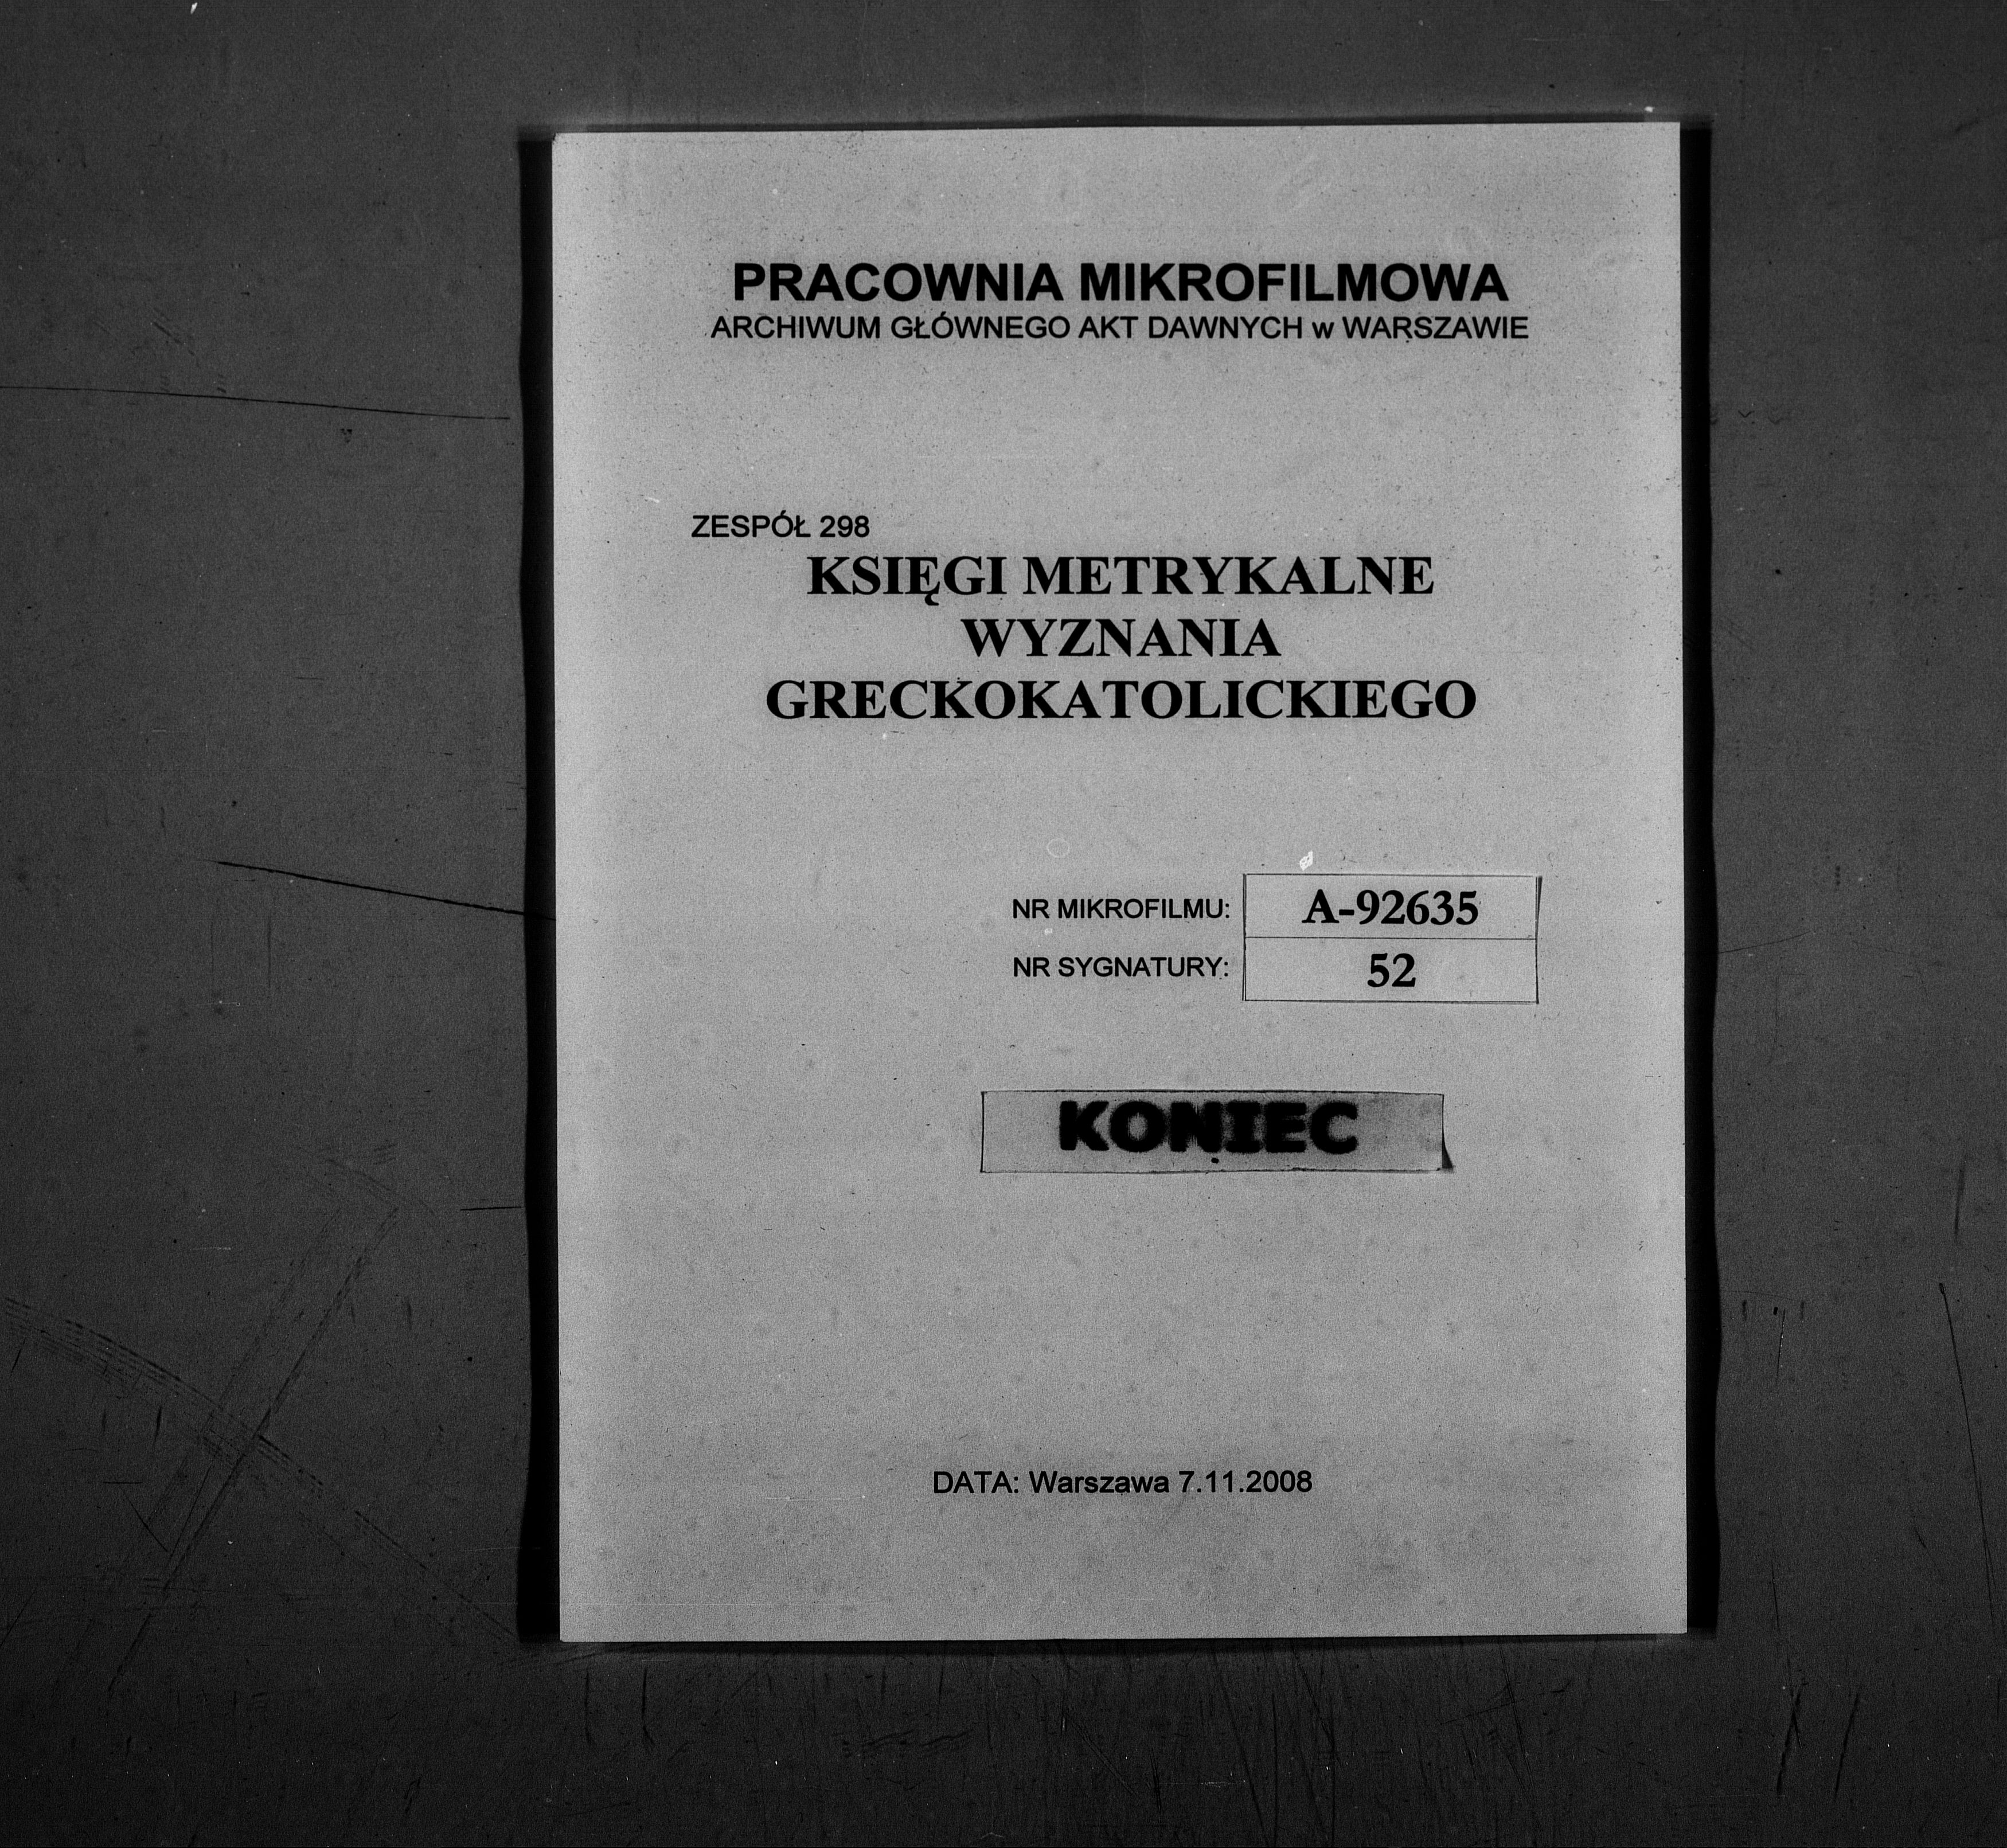 PRACOWNIA MIKROFILMOWA
ARCHIWUM GŁÓWNEGO AKT DAWNYCH w WARSZAWIE
ZESPÓŁ 298
KSIĘGI METRYKALNE
WYZNANIA
GRECKOKATOLICKIEGO
NR MIKROFILMU: A-92635
NR SYGNATURY: 52
KONIEC
DATA: Warszawa 7.11.2008